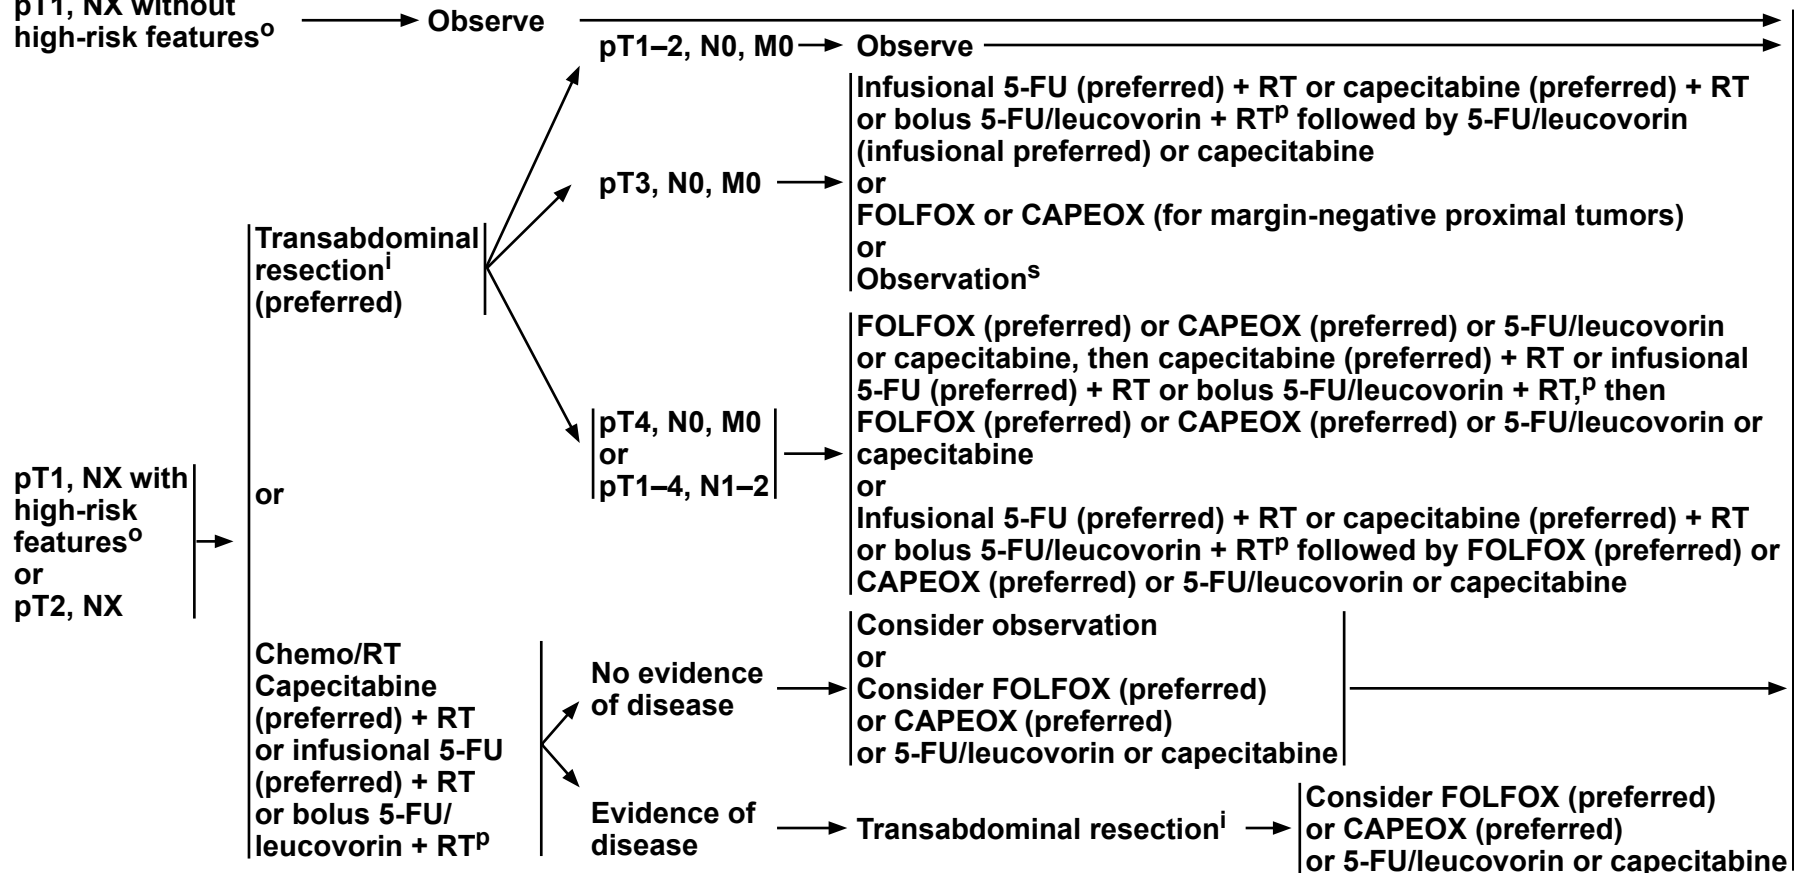 pT1, NX without
high-risk featuresᵒ
Observe
pT1–2, N0, M0
Observe
pT3, N0, M0
Infusional 5-FU (preferred) + RT or capecitabine (preferred) + RT
or bolus 5-FU/leucovorin + RTᵖ followed by 5-FU/leucovorin
(infusional preferred) or capecitabine
or
FOLFOX or CAPEOX (for margin-negative proximal tumors)
or
Observationˢ
Transabdominal
resectionⁱ
(preferred)
pT4, N0, M0
or
pT1–4, N1–2
FOLFOX (preferred) or CAPEOX (preferred) or 5-FU/leucovorin
or capecitabine, then capecitabine (preferred) + RT or infusional
5-FU (preferred) + RT or bolus 5-FU/leucovorin + RT,ᵖ then
FOLFOX (preferred) or CAPEOX (preferred) or 5-FU/leucovorin or
capecitabine
or
Infusional 5-FU (preferred) + RT or capecitabine (preferred) + RT
or bolus 5-FU/leucovorin + RTᵖ followed by FOLFOX (preferred) or
CAPEOX (preferred) or 5-FU/leucovorin or capecitabine
pT1, NX with
high-risk
featuresᵒ
or
pT2, NX
or
Chemo/RT
Capecitabine
(preferred) + RT
or infusional 5-FU
(preferred) + RT
or bolus 5-FU/
leucovorin + RTᵖ
No evidence
of disease
Consider observation
or
Consider FOLFOX (preferred)
or CAPEOX (preferred)
or 5-FU/leucovorin or capecitabine
Evidence of
disease
Transabdominal resectionⁱ
Consider FOLFOX (preferred)
or CAPEOX (preferred)
or 5-FU/leucovorin or capecitabine